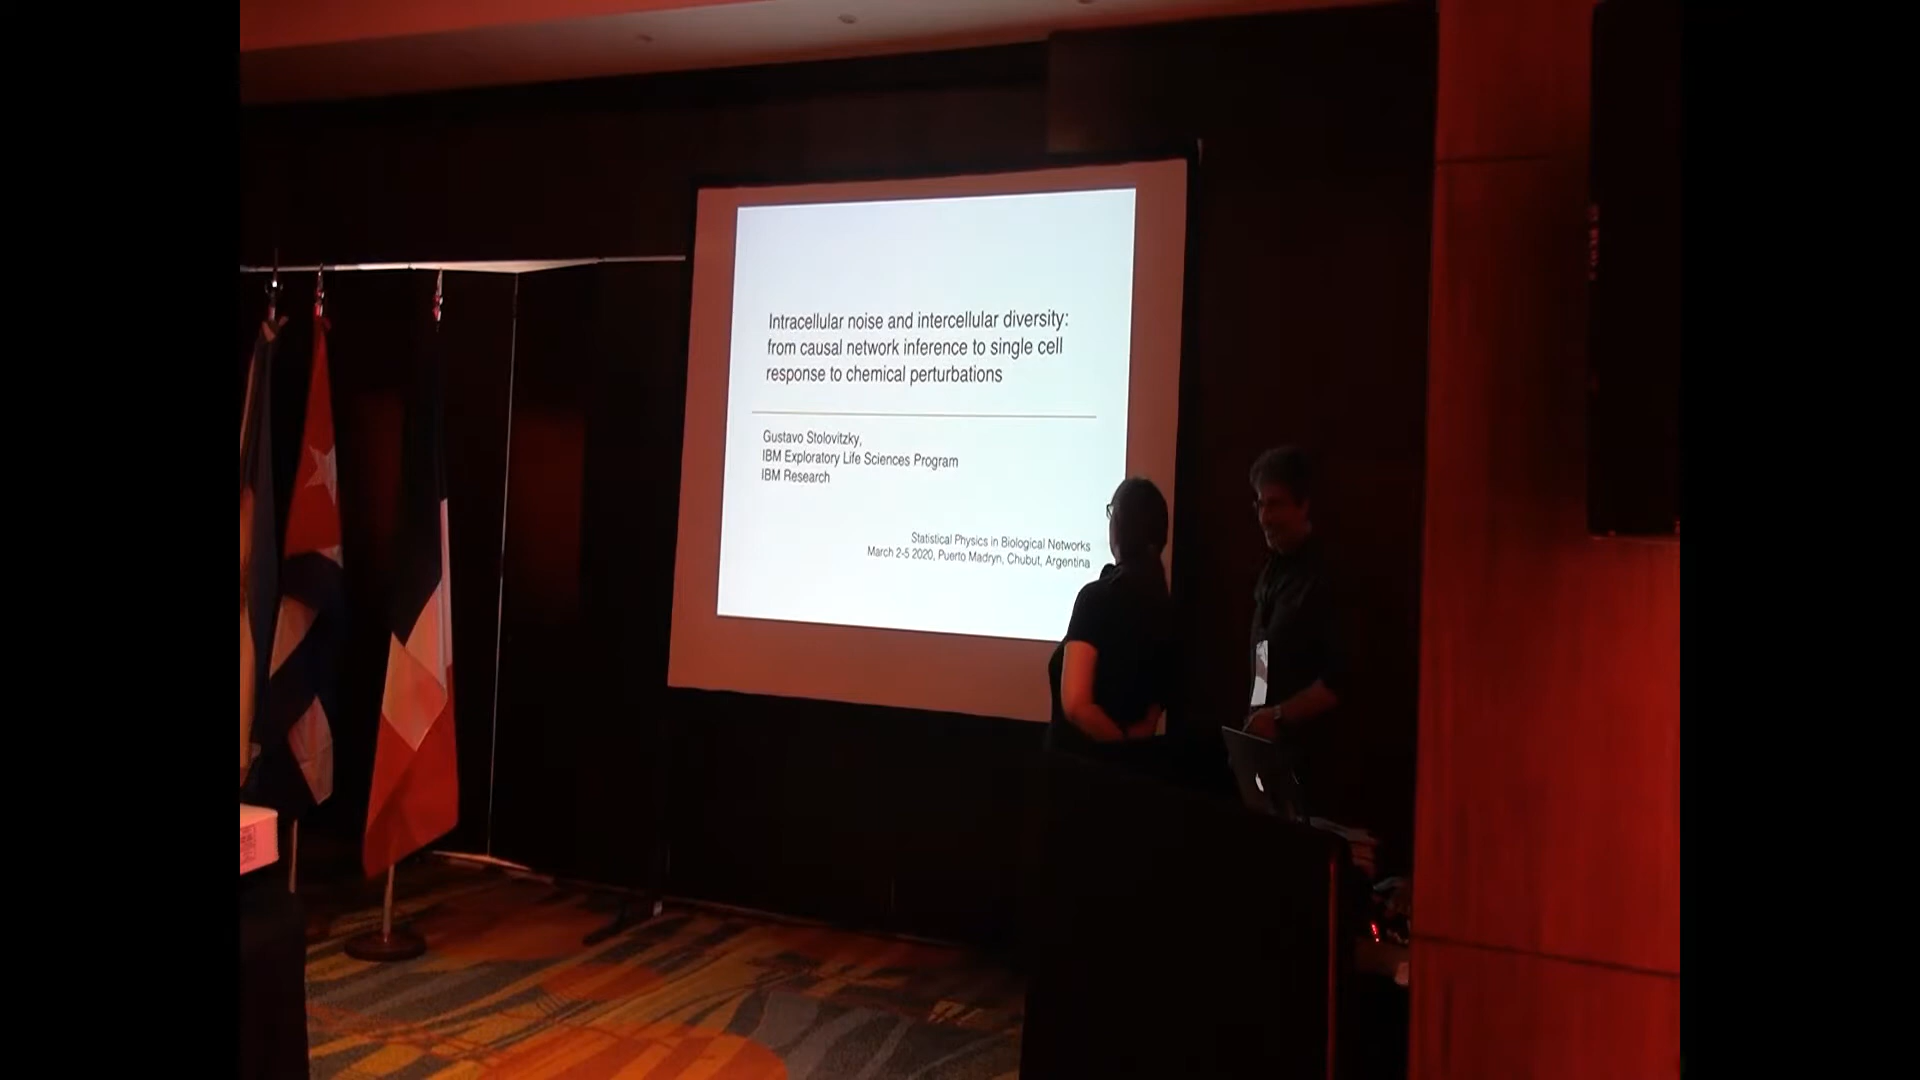 Intracellular noise and intercellular diversity:
from causal network inference to single cell
response to chemical perturbations
Gustavo Stolovitzky,
IBM Exploratory Life Sciences Program
IBM Research
Statistical Physics in Biological Networks
March 2-5 2020, Puerto Madryn, Chubut, Argentina